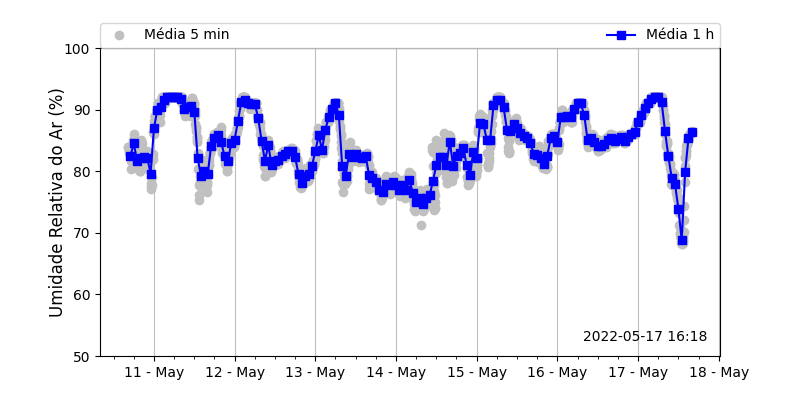 Média 5 min
Média 1 h
Umidade Relativa do Ar (%)
100
90
80
70
60
50
2022-05-17 16:18
11 - May
12 - May
13 - May
14 - May
15 - May
16 - May
17 - May
18 - May